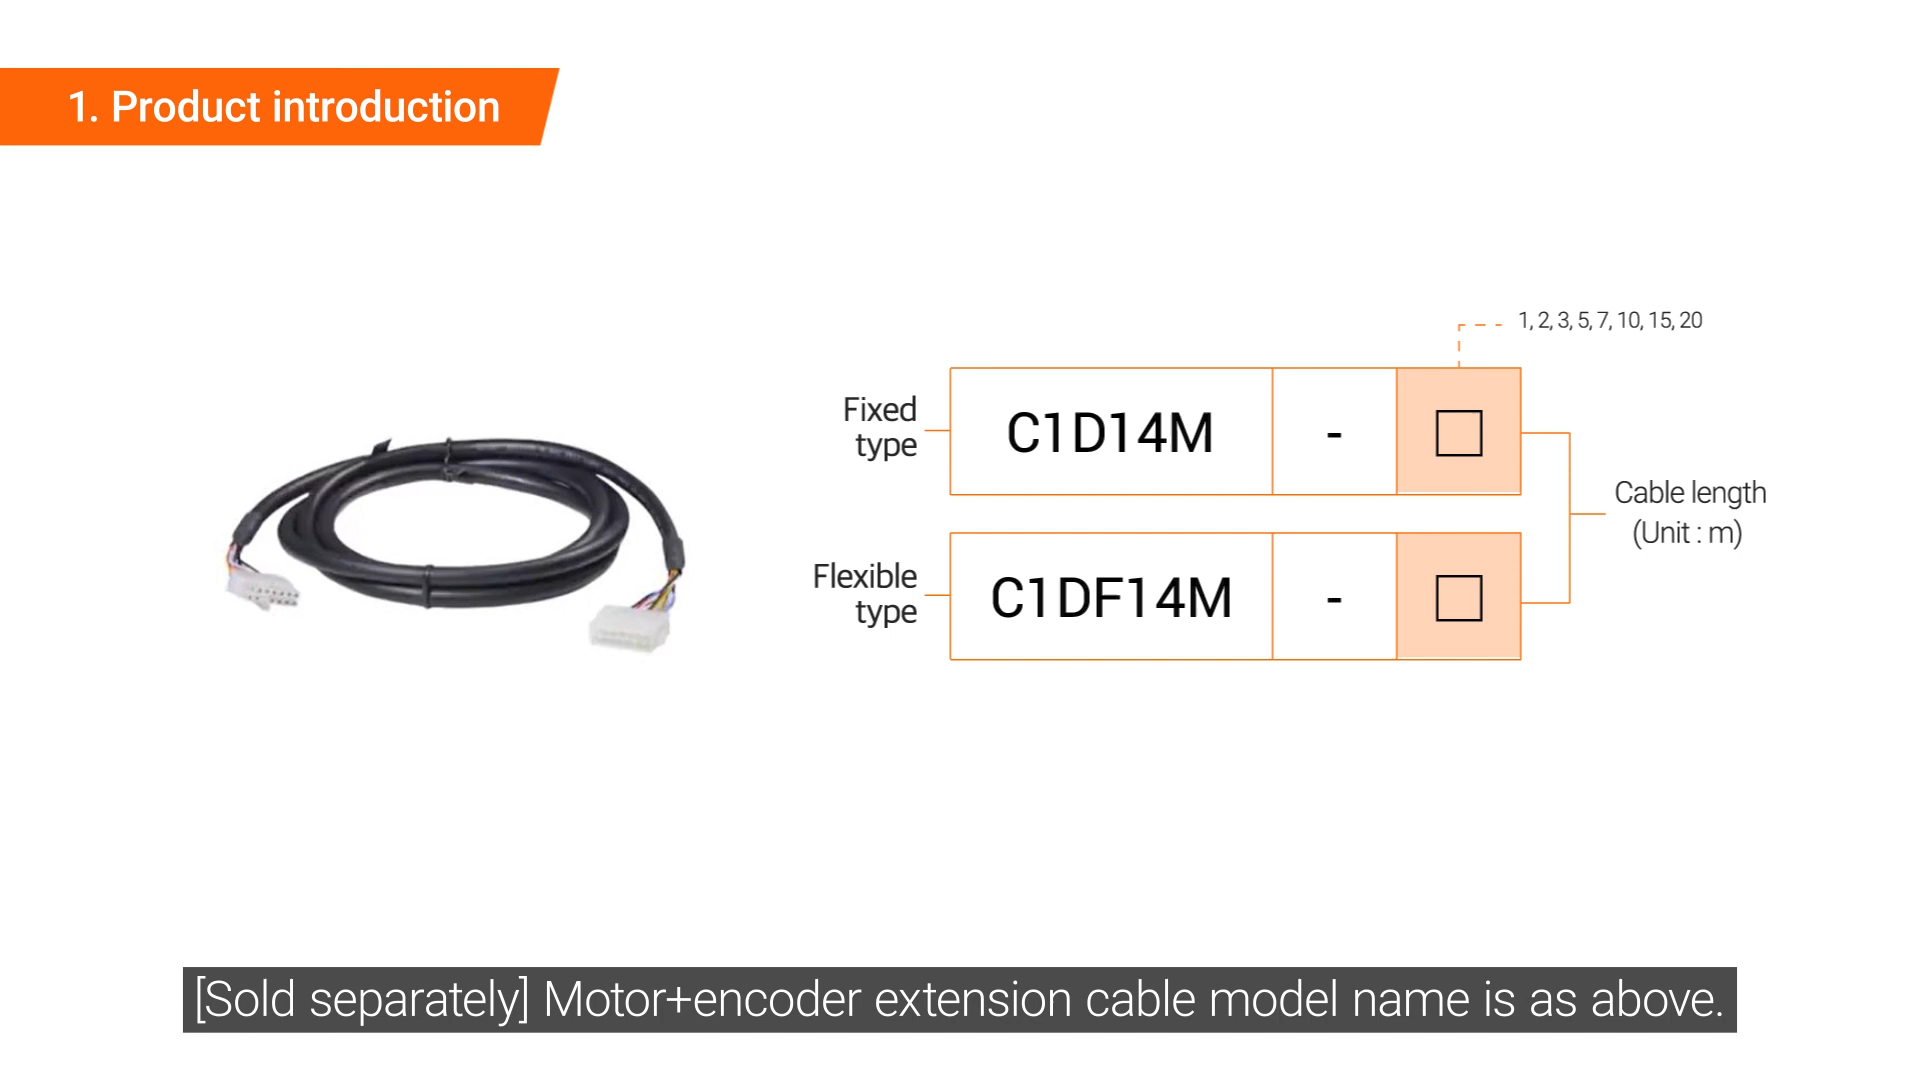 1. Product introduction
1, 2, 3, 5, 7, 10, 15, 20
Fixed
type
C1D14M - □
Cable length
(Unit : m)
Flexible
type
C1DF14M - □
[Sold separately] Motor+encoder extension cable model name is as above.